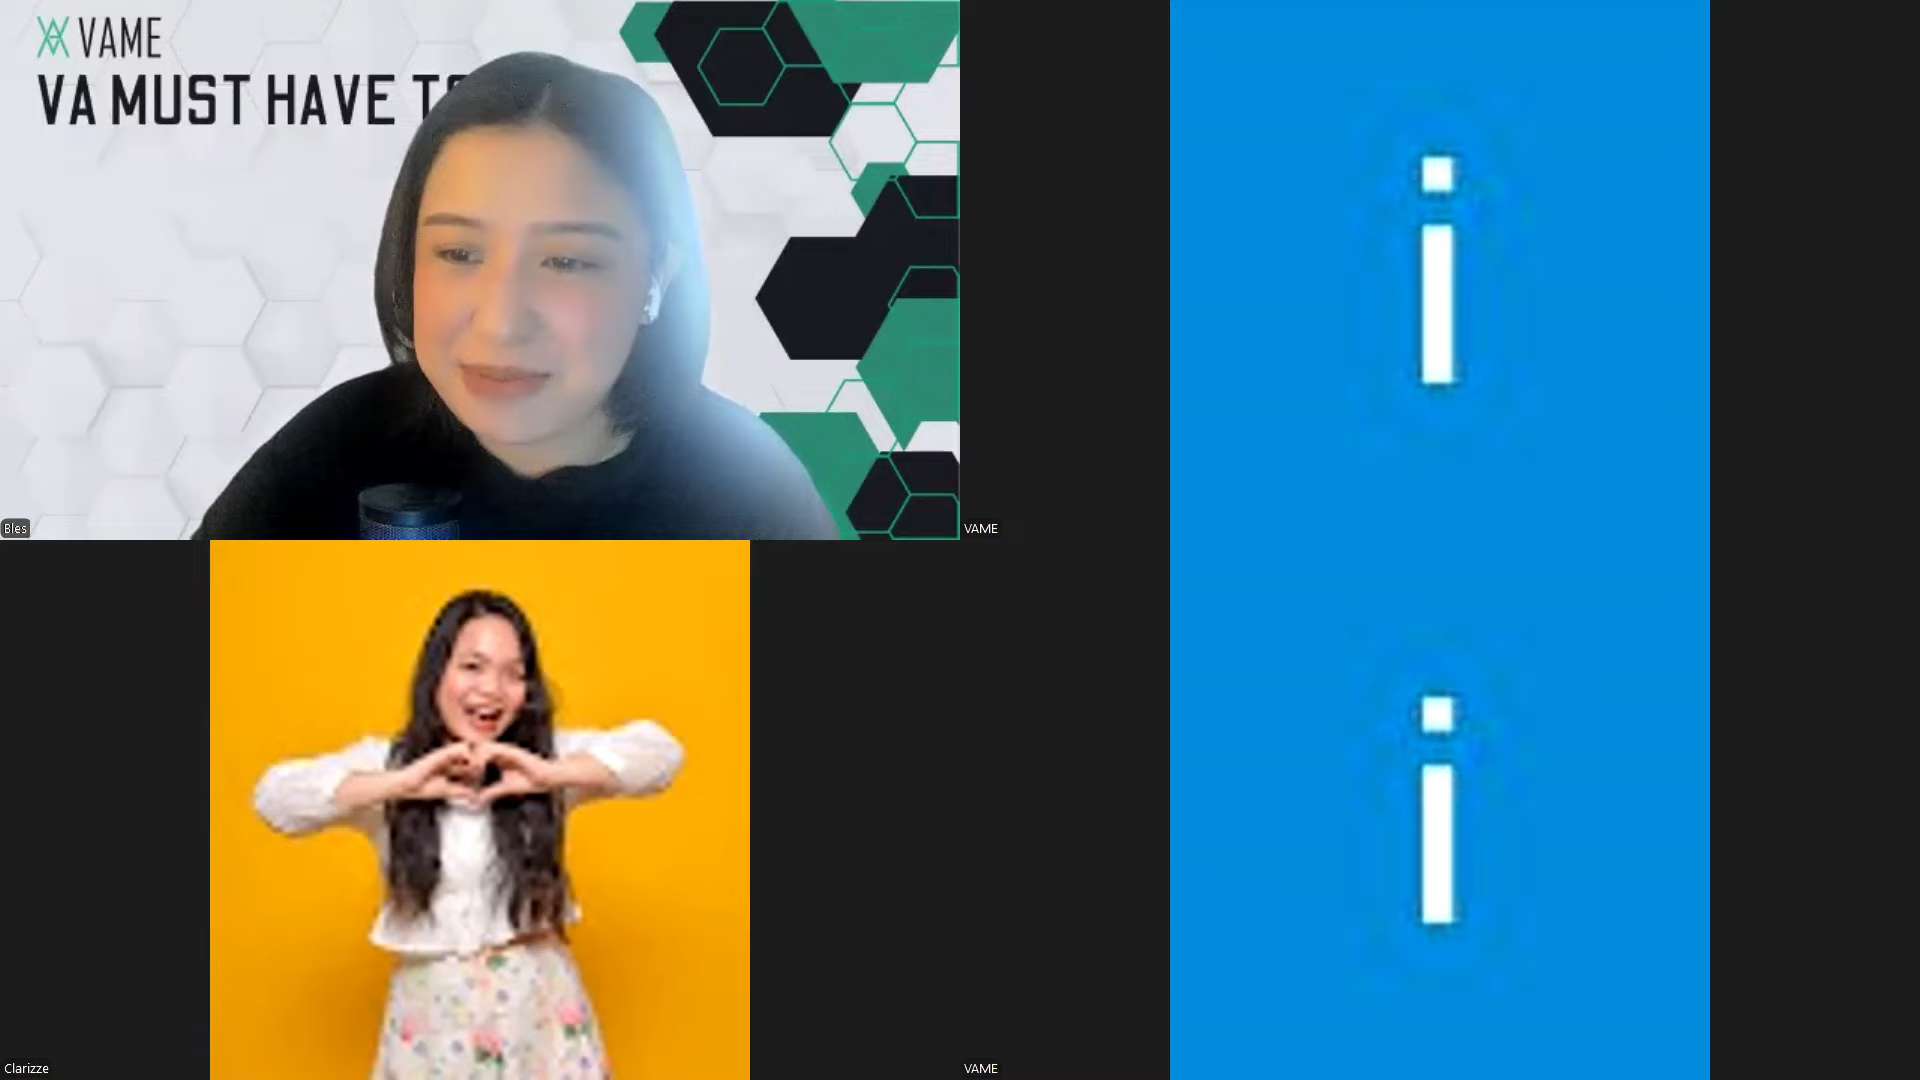 VAME
VA MUST HAVE
Bles
VAME
i
Clarizze
VAME
i